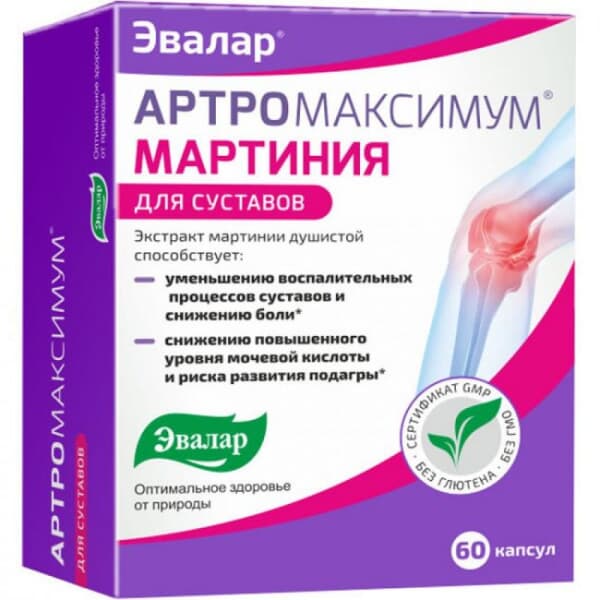 Эвалар®
АРТРОМАКСИМУМ®
МАРТИНИЯ
ДЛЯ СУСТАВОВ
Экстракт мартинии душистой
способствует:
уменьшению воспалительных
процессов суставов и
снижению боли*
снижению повышенного
уровня мочевой кислоты
и риска развития подагры*
Эвалар
Оптимальное здоровье
от природы
СЕРТИФИКАТ GMP
БЕЗ ГЛЮТЕНА
БЕЗ ГМО
60 капсул
Оптимальное здоровье
от природы
Эвалар
АРТРОМАКСИМУМ®
ДЛЯ СУСТАВОВ